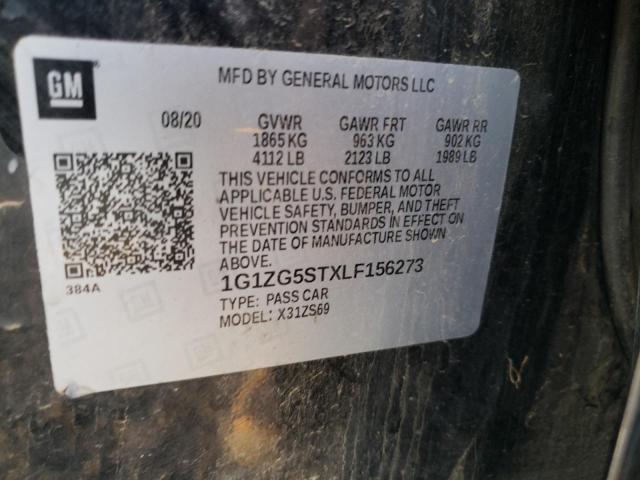 GM
MFD BY GENERAL MOTORS LLC
08/20 GVWR GAWR FRT GAWR RR
1865 KG 963 KG 902 KG
4112 LB 2123 LB 1989 LB
THIS VEHICLE CONFORMS TO ALL
APPLICABLE U.S. FEDERAL MOTOR
VEHICLE SAFETY, BUMPER, AND THEFT
PREVENTION STANDARDS IN EFFECT ON
THE DATE OF MANUFACTURE SHOWN
ABOVE.
384A
1G1ZG5STXLF156273
TYPE: PASS CAR
MODEL: X31ZS69